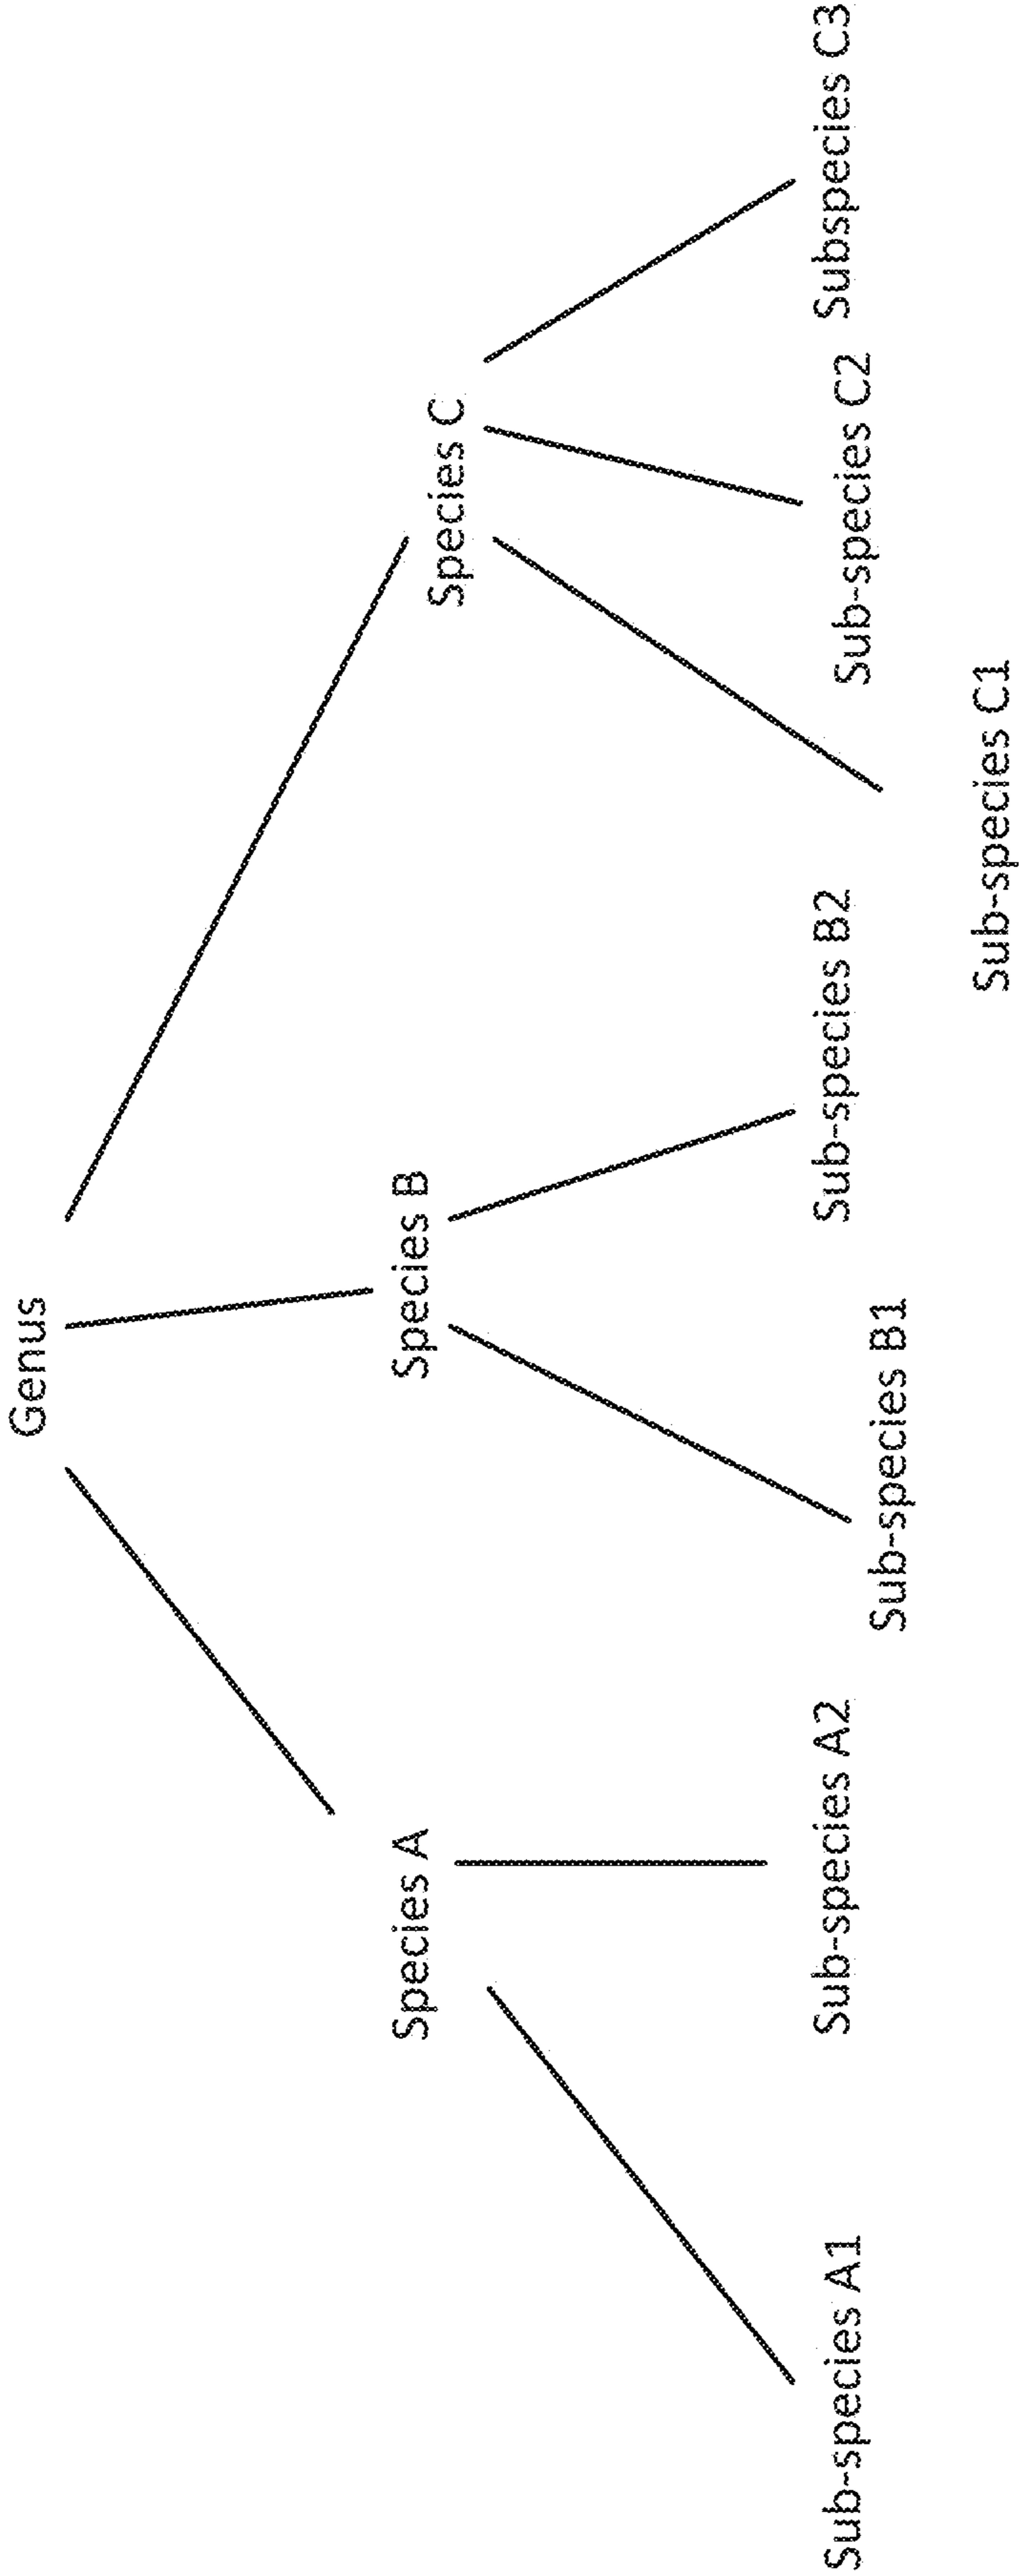 Genus
Species A
Species B
Species C
Sub-species A1
Sub-species A2
Sub-species B1
Sub-species B2
Sub-species C1
Sub-species C2
Subspecies C3